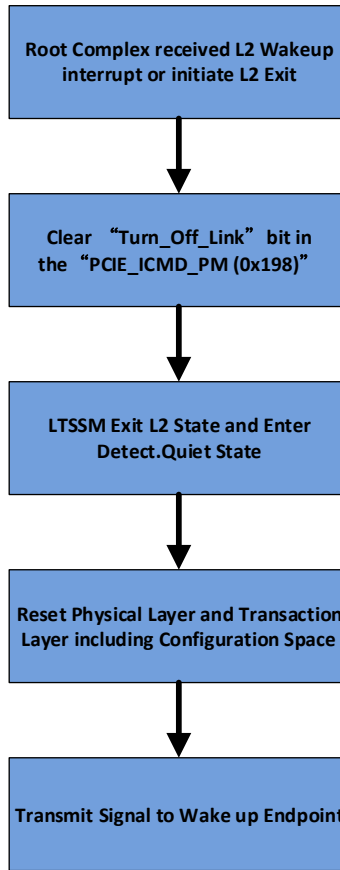 Root Complex received L2 Wakeup
interrupt or initiate L2 Exit
Clear “Turn_Off_Link” bit in
the “PCIE_ICMD_PM (0x198)”
LTSSM Exit L2 State and Enter
Detect.Quiet State
Reset Physical Layer and Transaction
Layer including Configuration Space
Transmit Signal to Wake up Endpoint